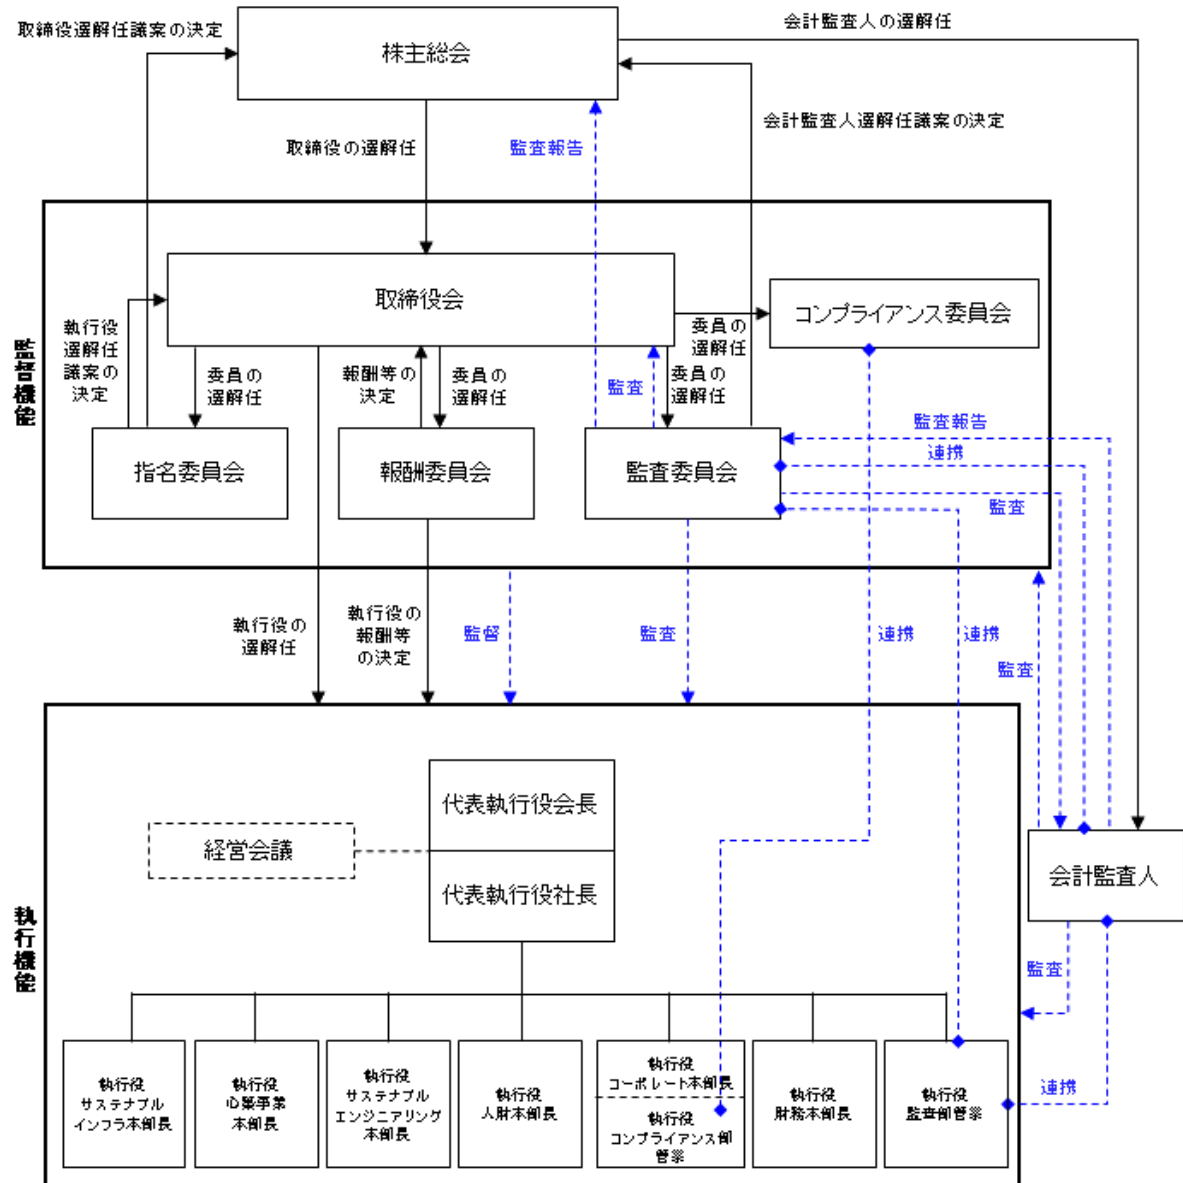 取締役選解任議案の決定
株主総会
会計監査人の選解任
取締役の選解任
監査報告
会計監査人選解任議案の決定
監督機能
取締役会
コンプライアンス委員会
執行役
選解任
議案の
決定
委員の
選解任
報酬等
の決定
委員の
選解任
監査
委員の
選解任
委員の
選解任
指名委員会
報酬委員会
監査委員会
監査報告
連携
監査
執行役の
選解任
執行役の
報酬等
の決定
監督
監査
連携
連携
監査
執行機能
代表執行役会長
経営会議
代表執行役社長
会計監査人
監査
連携
執行役
サステナブル
インフラ本部長
執行役
心築事業
本部長
執行役
サステナブル
エンジニアリング
本部長
執行役
人財本部長
執行役
コーポレート本部長
執行役
コンプライアンス部
管掌
執行役
財務本部長
執行役
監査部管掌